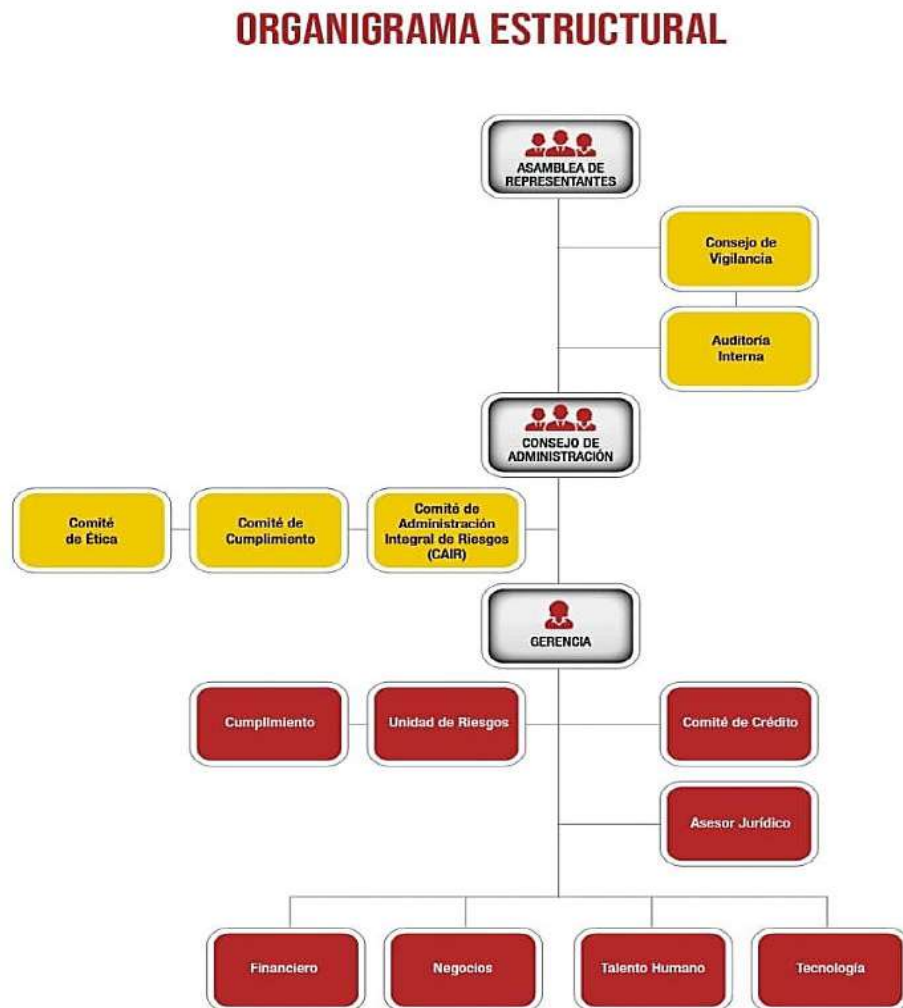 ORGANIGRAMA ESTRUCTURAL
ASAMBLEA DE
REPRESENTANTES
Consejo de
Vigilancia
Auditoría
Interna
CONSEJO DE
ADMINISTRACIÓN
Comité
de Ética
Comité de
Cumplimiento
Comité de
Administración
Integral de Riesgos
(CAIR)
GERENCIA
Cumplimiento
Unidad de Riesgos
Comité de Crédito
Asesor Jurídico
Financiero
Negocios
Talento Humano
Tecnología